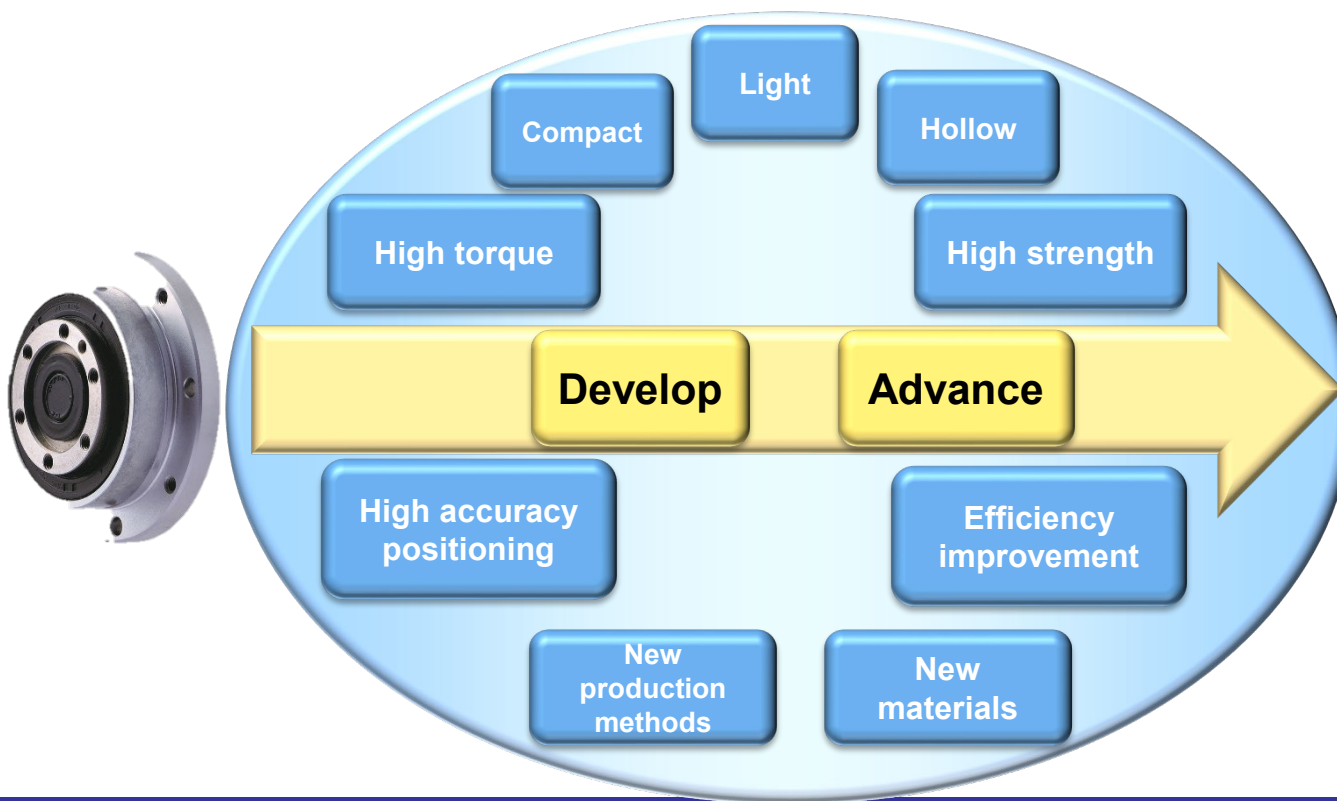 Light
Compact
Hollow
High torque
High strength
Develop
Advance
High accuracy
positioning
Efficiency
improvement
New
production
methods
New
materials